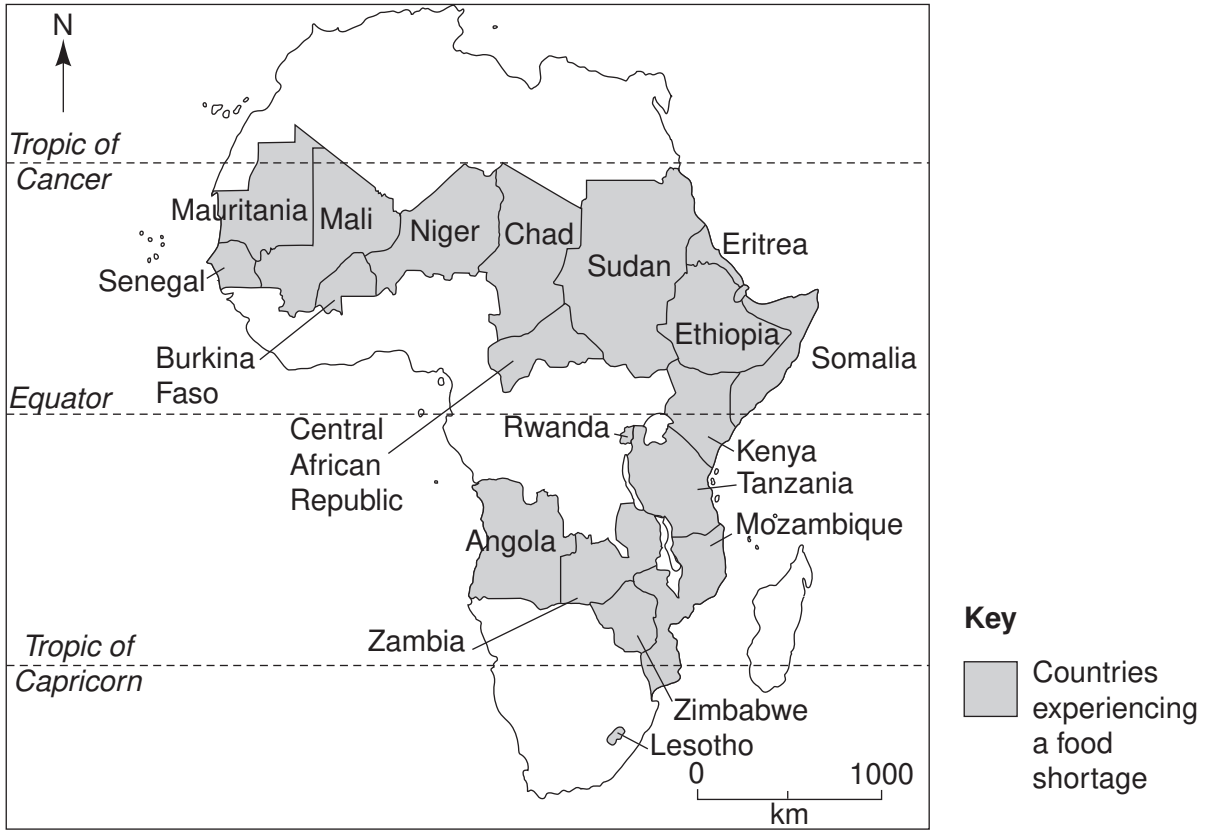 N
Tropic of
Cancer
Mauritania
Mali
Niger
Chad
Sudan
Eritrea
Senegal
Ethiopia
Burkina
Faso
Somalia
Equator
Central
African
Republic
Rwanda
Kenya
Tanzania
Mozambique
Angola
Zambia
Tropic of
Capricorn
Zimbabwe
Lesotho
0 1000
km
Key
Countries
experiencing
a food
shortage